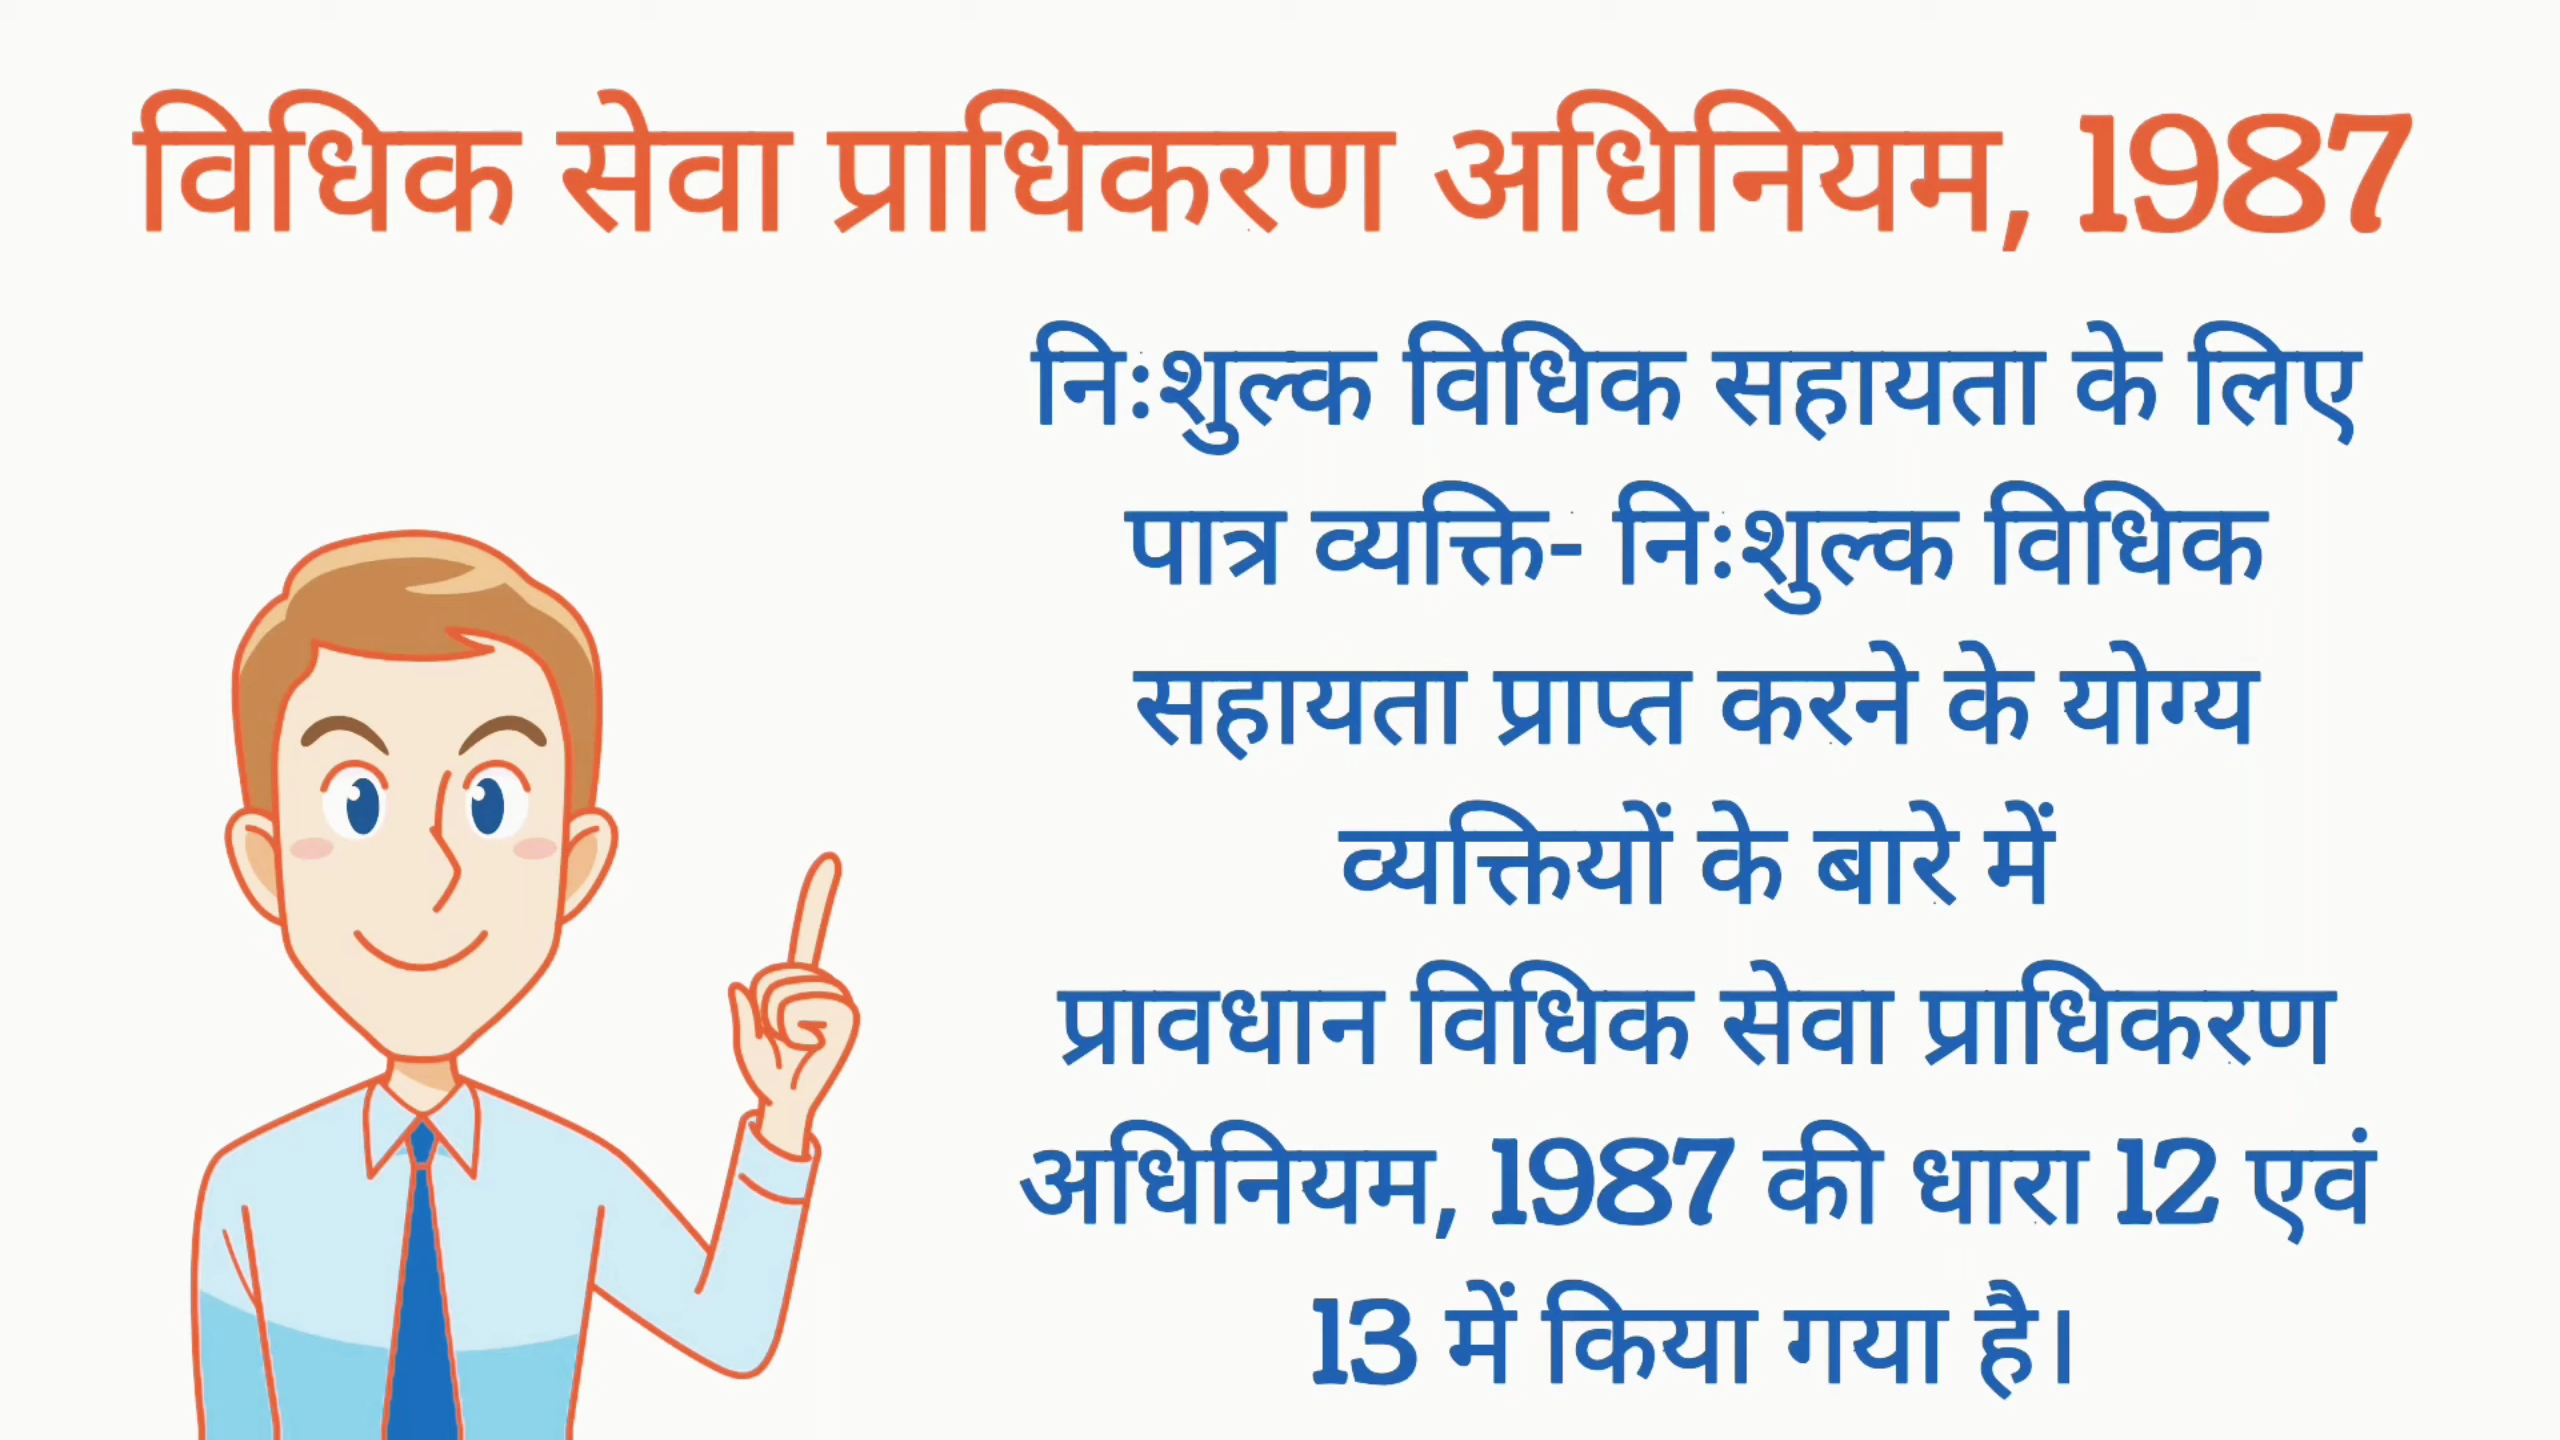 विधिक सेवा प्राधिकरण अधिनियम, 1987
निःशुल्क विधिक सहायता के लिए
पात्र व्यक्ति- निःशुल्क विधिक
सहायता प्राप्त करने के योग्य
व्यक्तियों के बारे में
प्रावधान विधिक सेवा प्राधिकरण
अधिनियम, 1987 की धारा 12 एवं
13 में किया गया है।